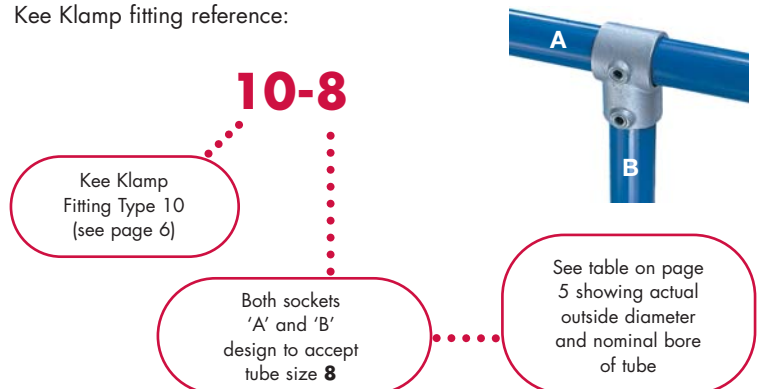 Kee Klamp fitting reference:
A
10-8
B
Kee Klamp
Fitting Type 10
(see page 6)
Both sockets
‘A’ and ‘B’
design to accept
tube size 8
See table on page
5 showing actual
outside diameter
and nominal bore
of tube